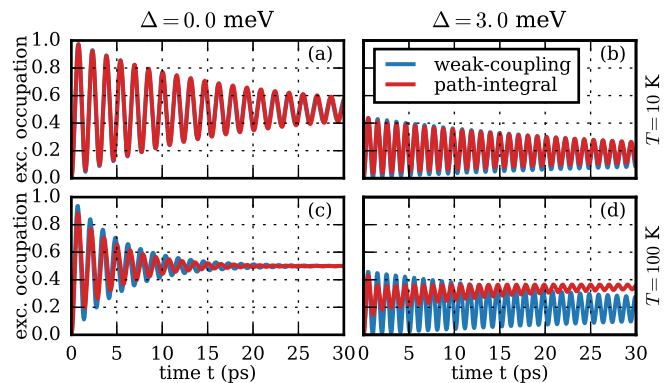 Δ = 0.0 meV
Δ = 3.0 meV
exc. occupation
1.0
0.8
0.6
0.4
0.2
0.0
(a)
weak-coupling
path-integral
(b)
T = 10 K
exc. occupation
1.0
0.8
0.6
0.4
0.2
0.0
(c)
(d)
T = 100 K
0 5 10 15 20 25 30
0 5 10 15 20 25 30
time t (ps)
time t (ps)